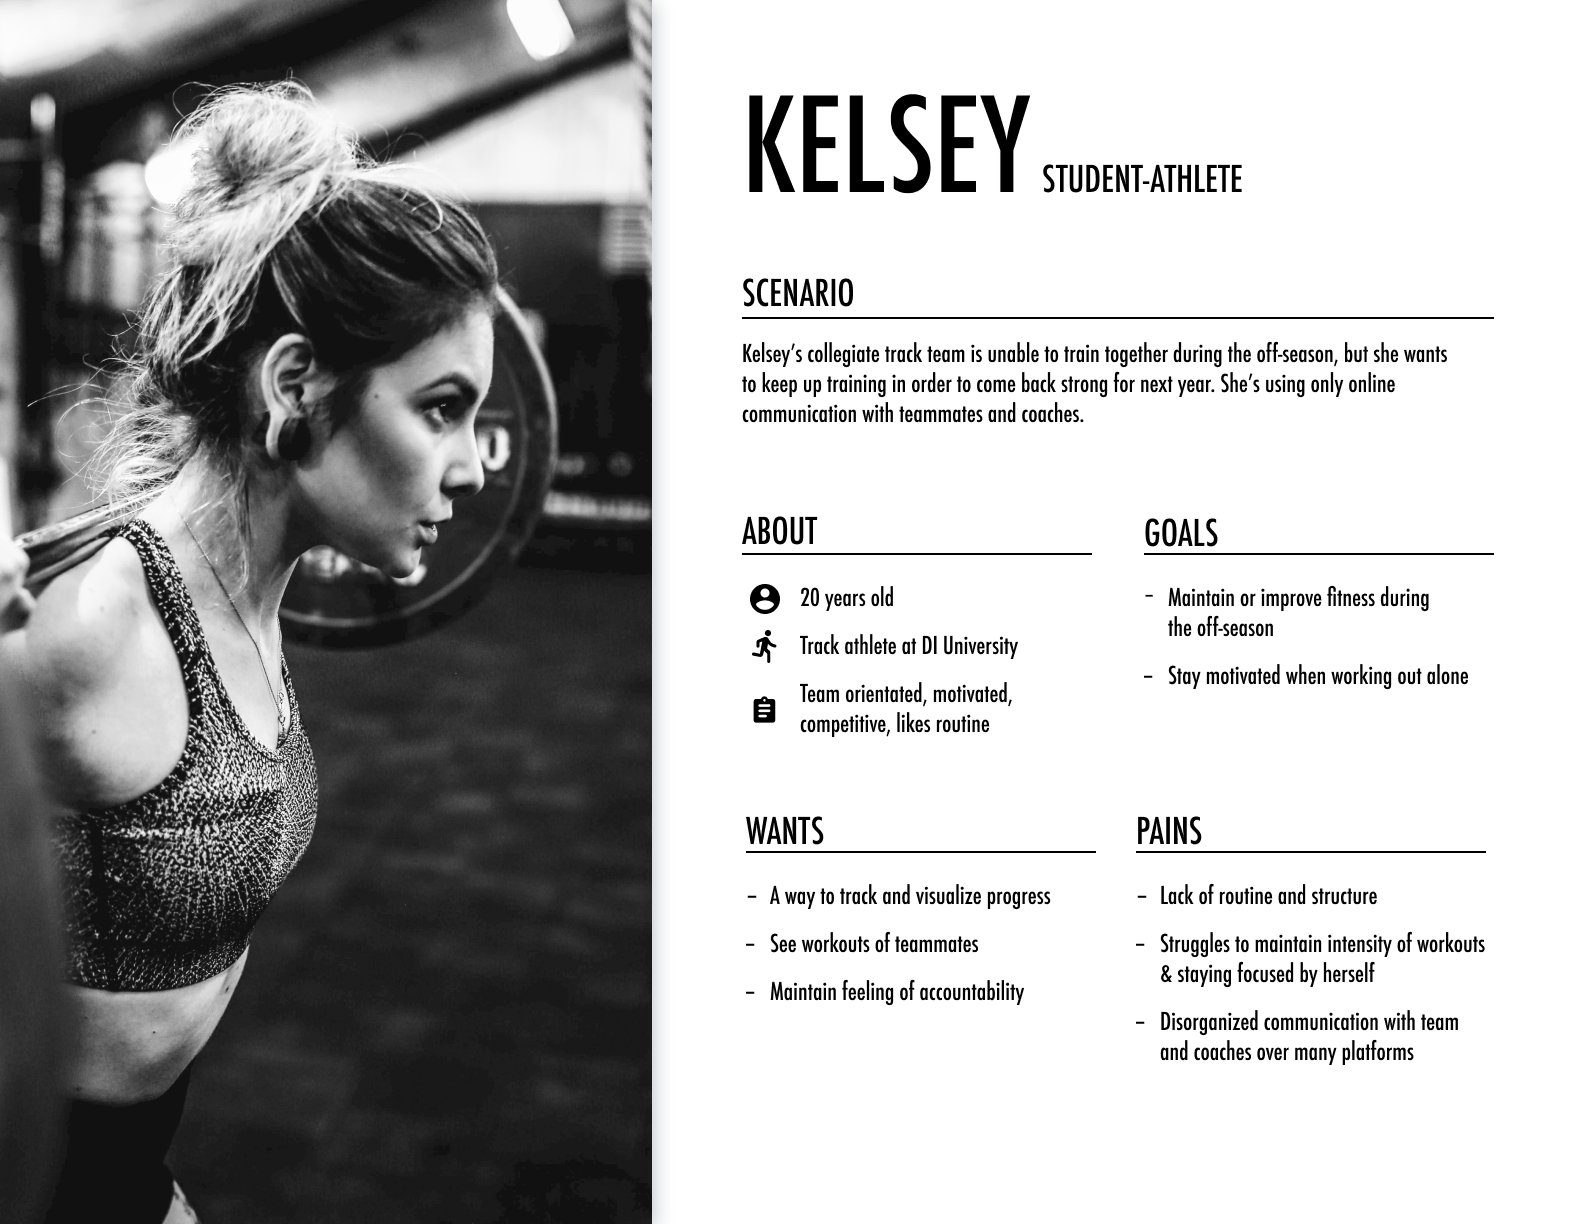 KELSEY STUDENT-ATHLETE
SCENARIO
Kelsey’s collegiate track team is unable to train together during the off-season, but she wants
to keep up training in order to come back strong for next year. She’s using only online
communication with teammates and coaches.
ABOUT
20 years old
Track athlete at DI University
Team orientated, motivated,
competitive, likes routine
GOALS
– Maintain or improve fitness during
the off-season
– Stay motivated when working out alone
WANTS
– A way to track and visualize progress
– See workouts of teammates
– Maintain feeling of accountability
PAINS
– Lack of routine and structure
– Struggles to maintain intensity of workouts
& staying focused by herself
– Disorganized communication with team
and coaches over many platforms